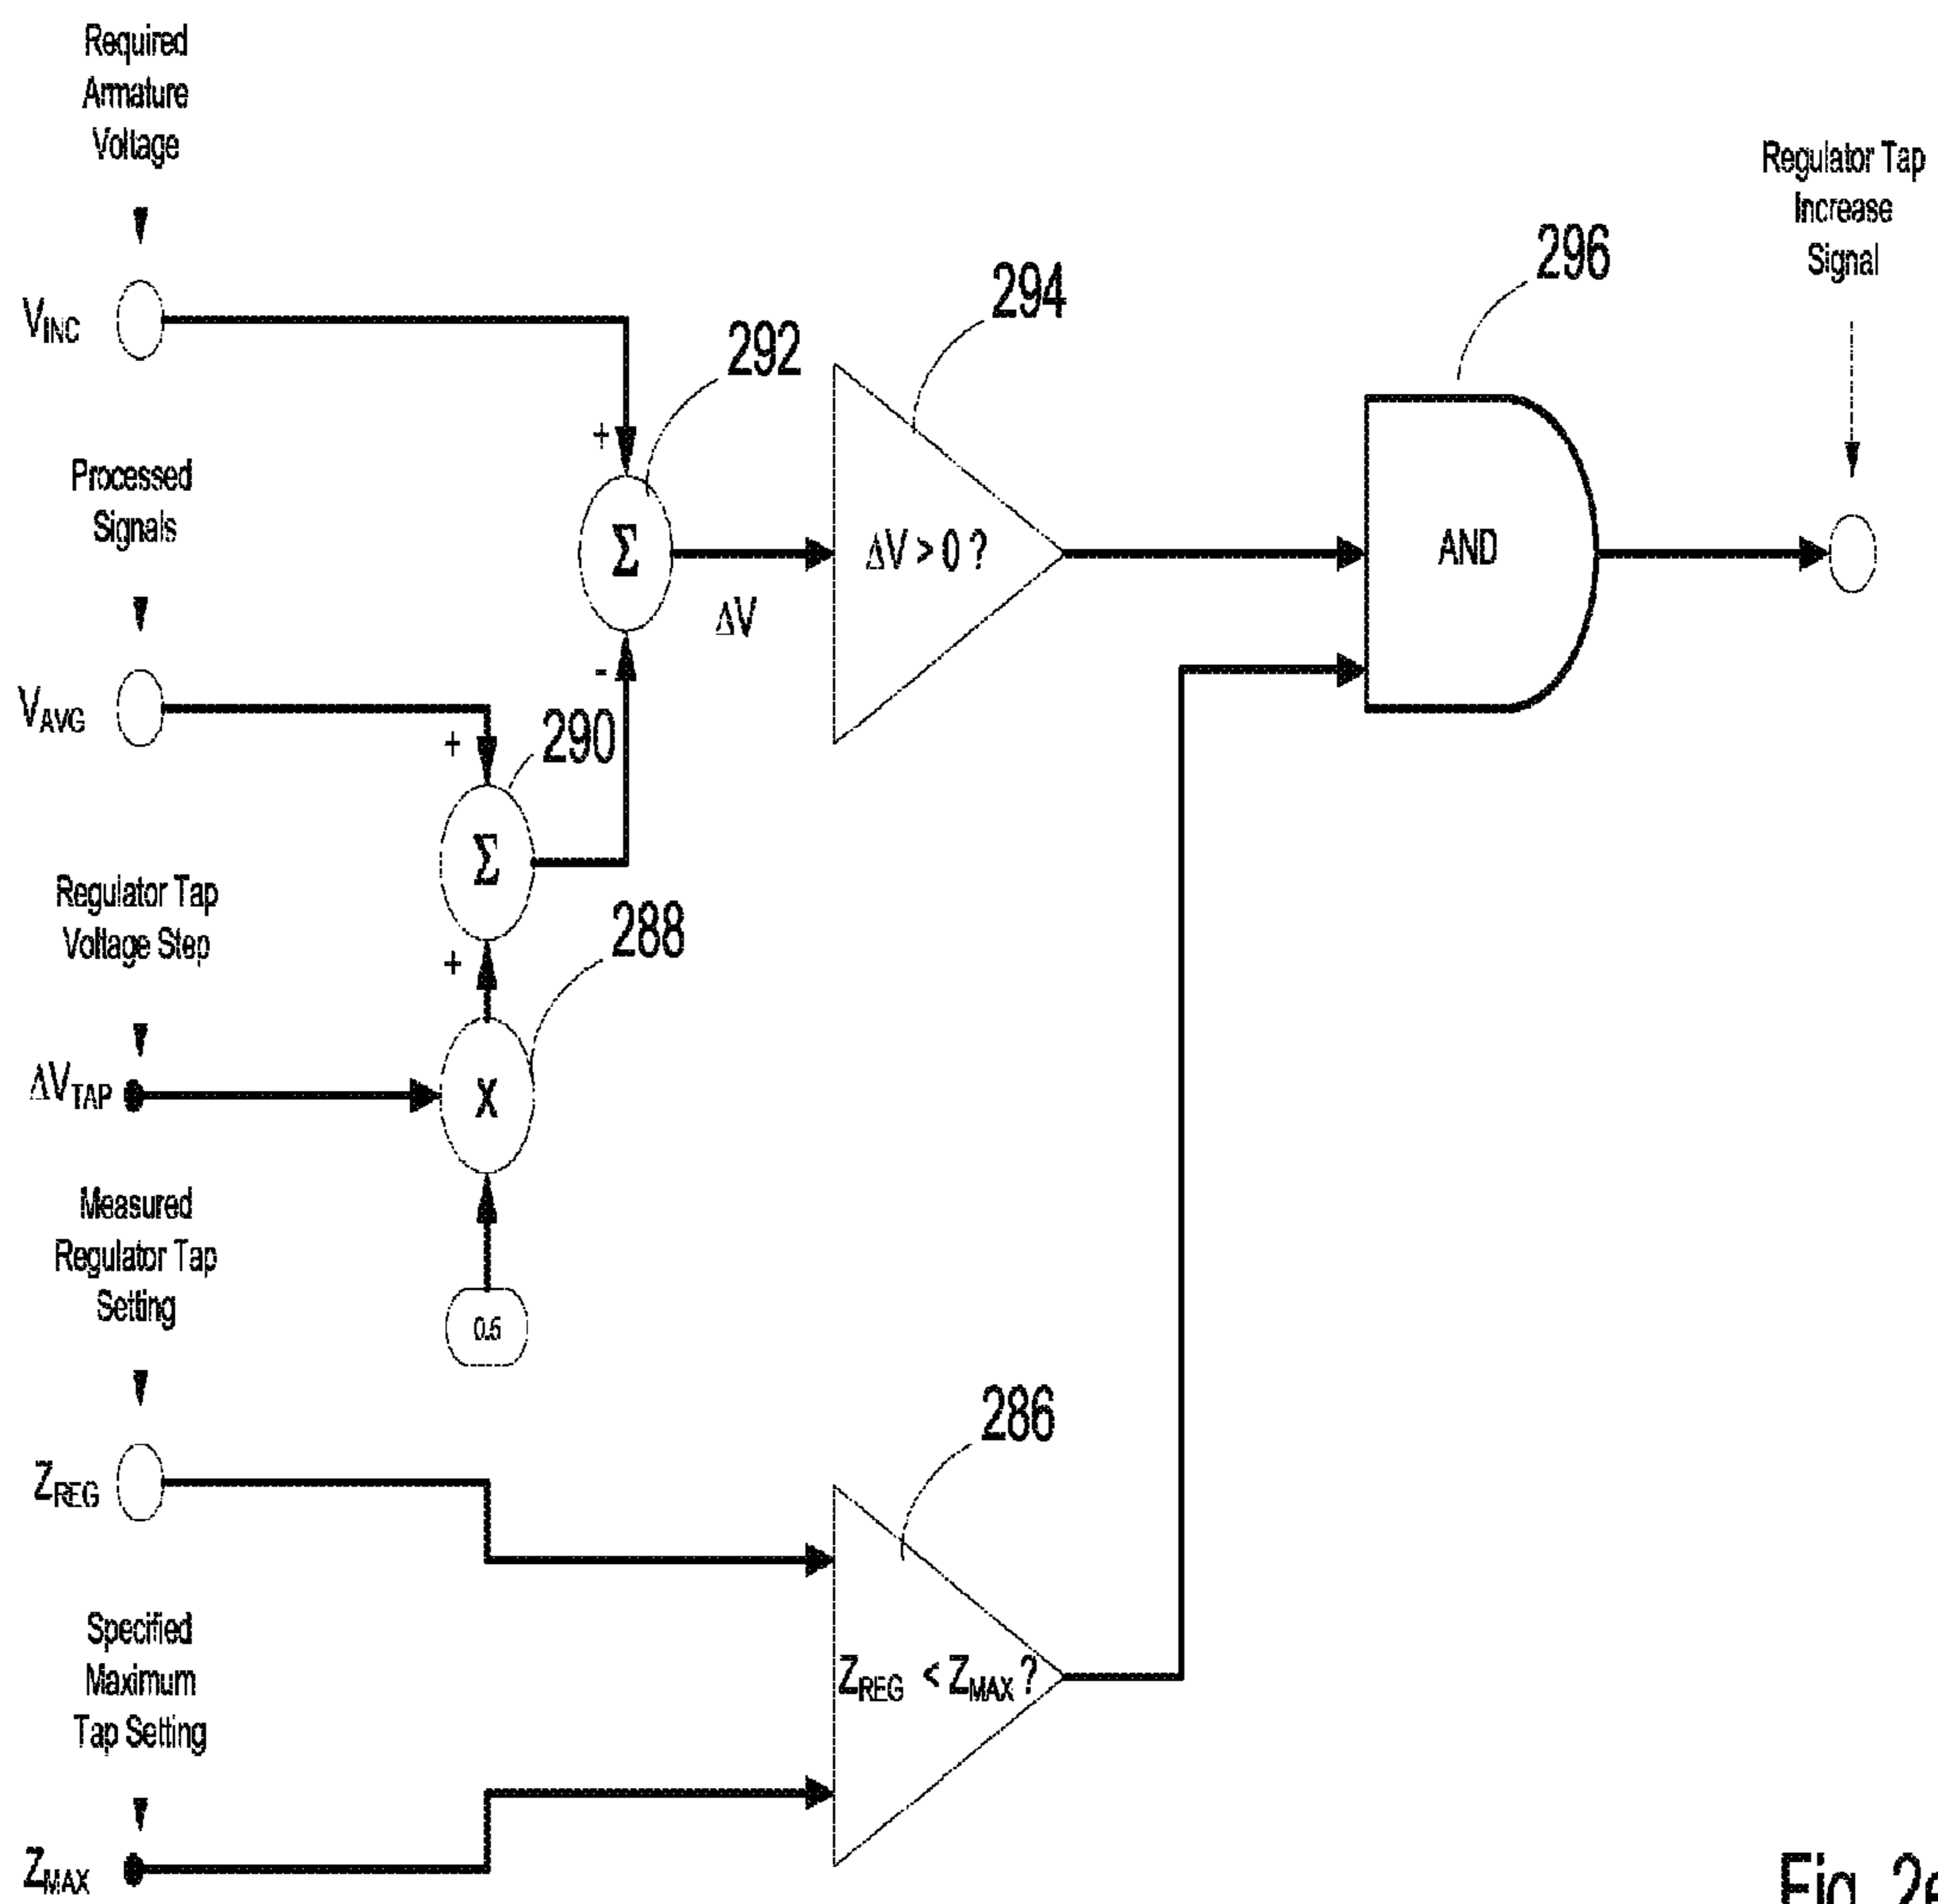 Required
Armature
Voltage
Regulator Tap
Increase
Signal
296
294
V_INC
292
+
Processed
Signals
Σ
ΔV > 0 ?
AND
ΔV
-
V_AVG
+
290
Σ
Regulator Tap
Voltage Step
288
+
ΔV_TAP
X
Measured
Regulator Tap
Setting
286
Z_REG
Specified
Maximum
Tap Setting
Z_REG < Z_MAX ?
Z_MAX
Fig.